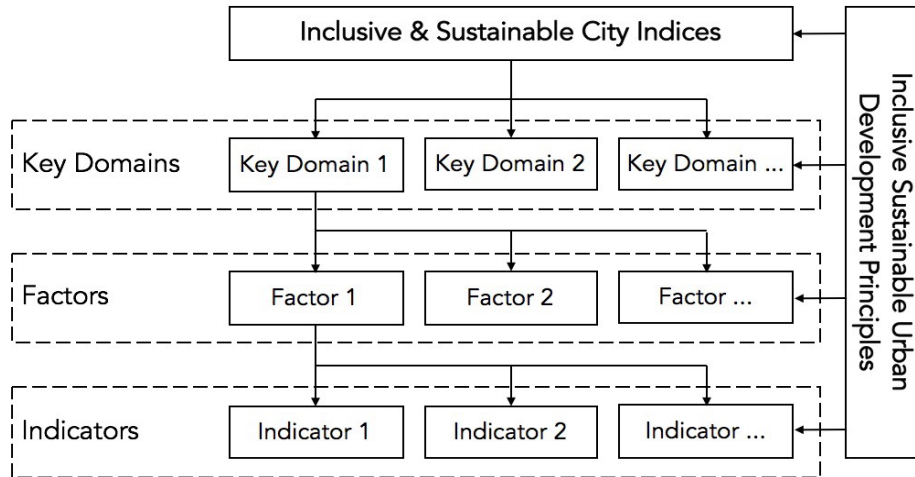 Inclusive & Sustainable City Indices
Key Domains
Key Domain 1
Key Domain 2
Key Domain ...
Factors
Factor 1
Factor 2
Factor ...
Indicators
Indicator 1
Indicator 2
Indicator ...
Inclusive Sustainable Urban
Development Principles